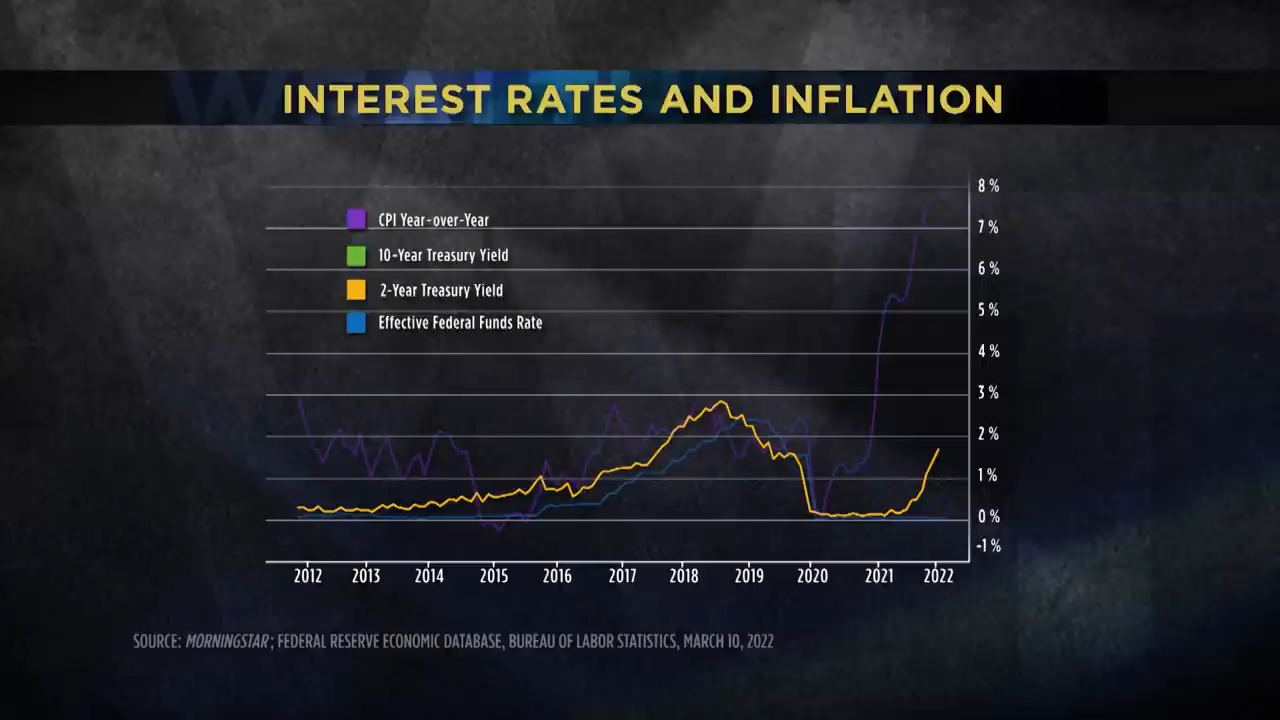 INTEREST RATES AND INFLATION
8 %
CPI Year-over-Year
7 %
10-Year Treasury Yield
6 %
2-Year Treasury Yield
5 %
Effective Federal Funds Rate
4 %
3 %
2 %
1 %
0 %
-1 %
2012 2013 2014 2015 2016 2017 2018 2019 2020 2021 2022
SOURCE: MORNINGSTAR; FEDERAL RESERVE ECONOMIC DATABASE, BUREAU OF LABOR STATISTICS, MARCH 10, 2022